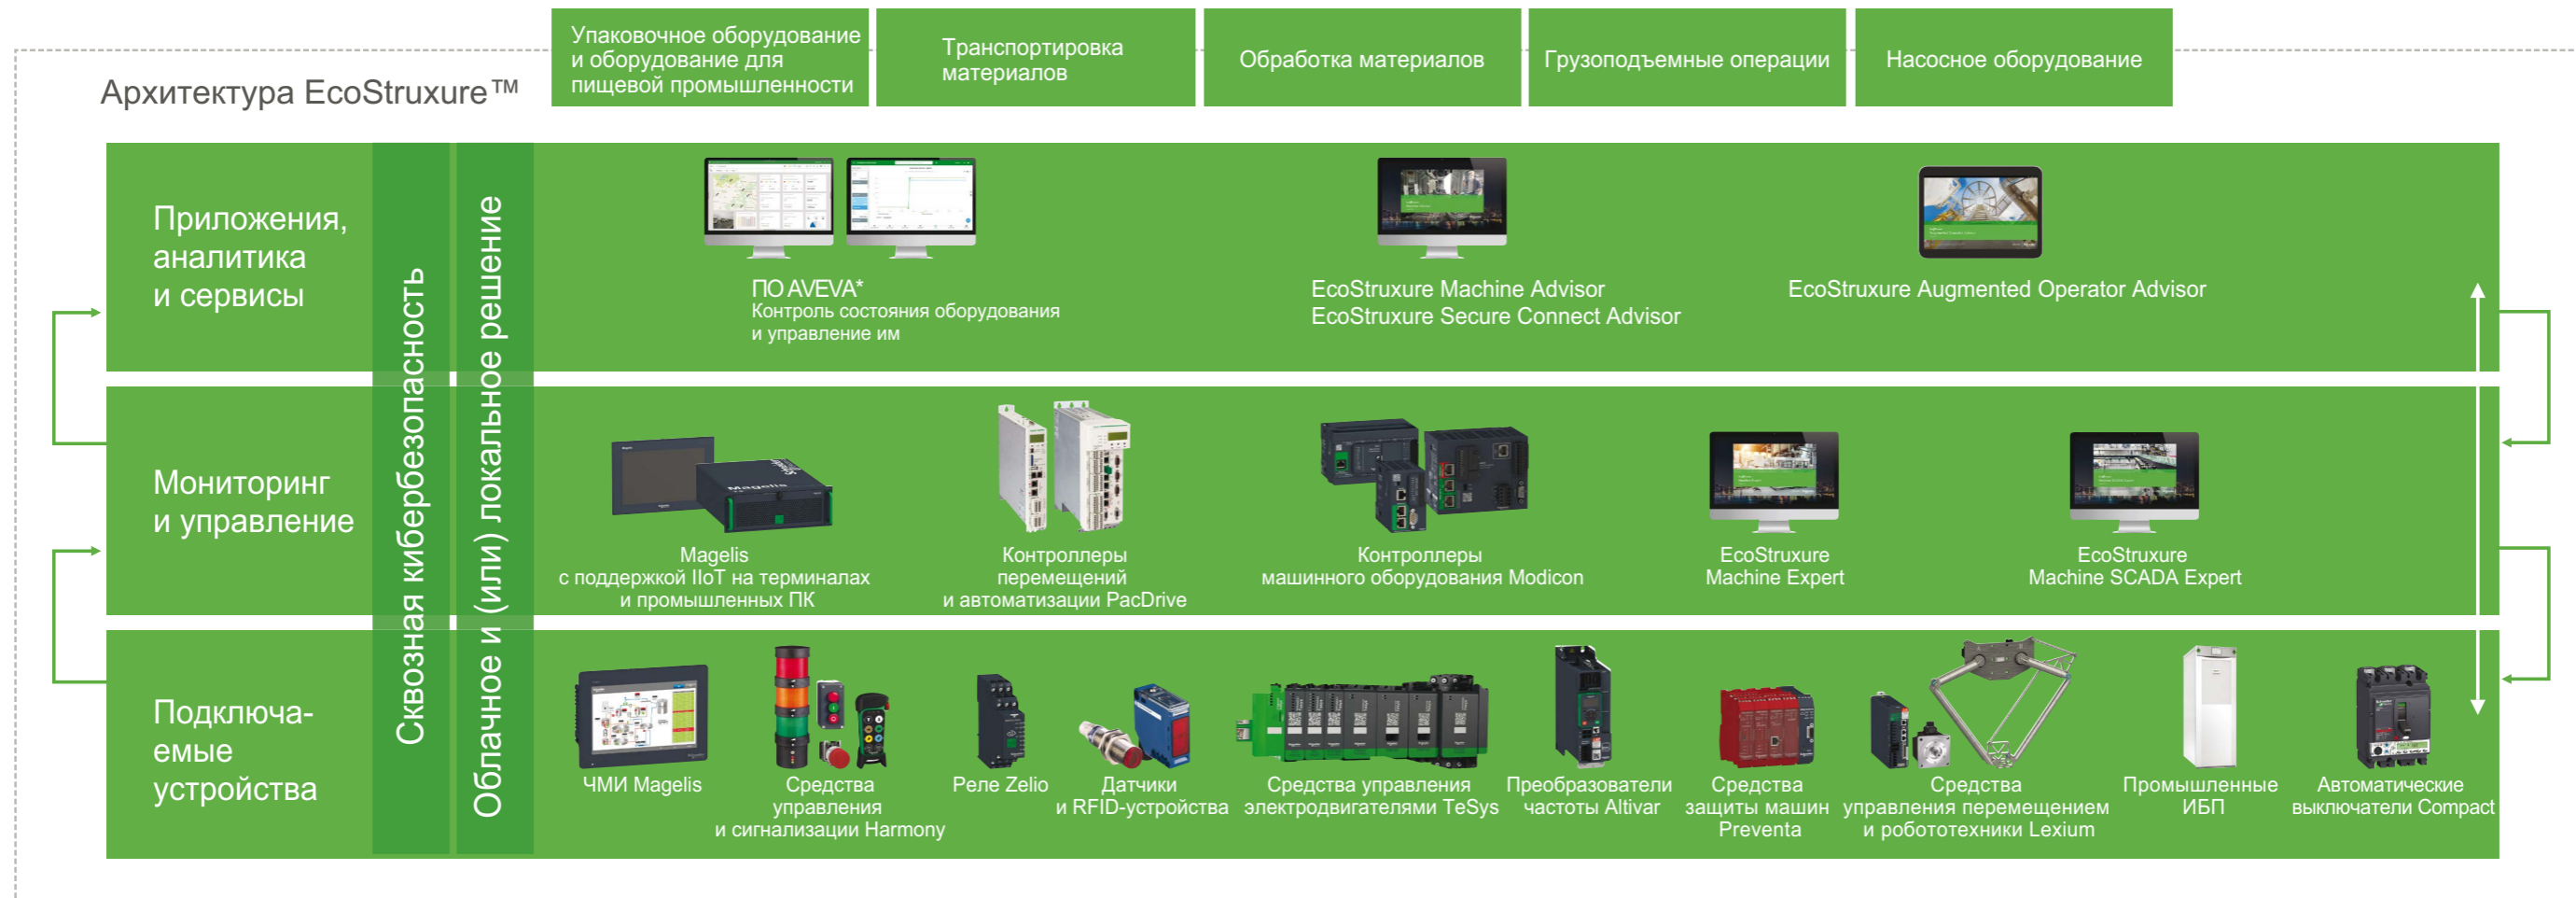 Упаковочное оборудование
и оборудование для
пищевой промышленности
Транспортировка
материалов
Обработка материалов
Грузоподъемные операции
Насосное оборудование
Архитектура EcoStruxure™
Приложения,
аналитика
и сервисы
Сквозная кибербезопасность
Облачное и (или) локальное решение
ПО AVEVA*
Контроль состояния оборудования
и управление им
EcoStruxure Machine Advisor
EcoStruxure Secure Connect Advisor
EcoStruxure Augmented Operator Advisor
Мониторинг
и управление
Magelis
Magelis
с поддержкой IIoT на терминалах
и промышленных ПК
Контроллеры
перемещений
и автоматизации PacDrive
Контроллеры
машинного оборудования Modicon
EcoStruxure
Machine Expert
EcoStruxure
Machine SCADA Expert
Подключа-
емые
устройства
ЧМИ Magelis
Средства
управления
и сигнализации Harmony
Реле Zelio
Датчики
и RFID-устройства
Средства управления
электродвигателями TeSys
Преобразователи
частоты Altivar
Средства
защиты машин
Preventa
Средства
управления перемещением
и робототехники Lexium
Промышленные
ИБП
Автоматические
выключатели Compact